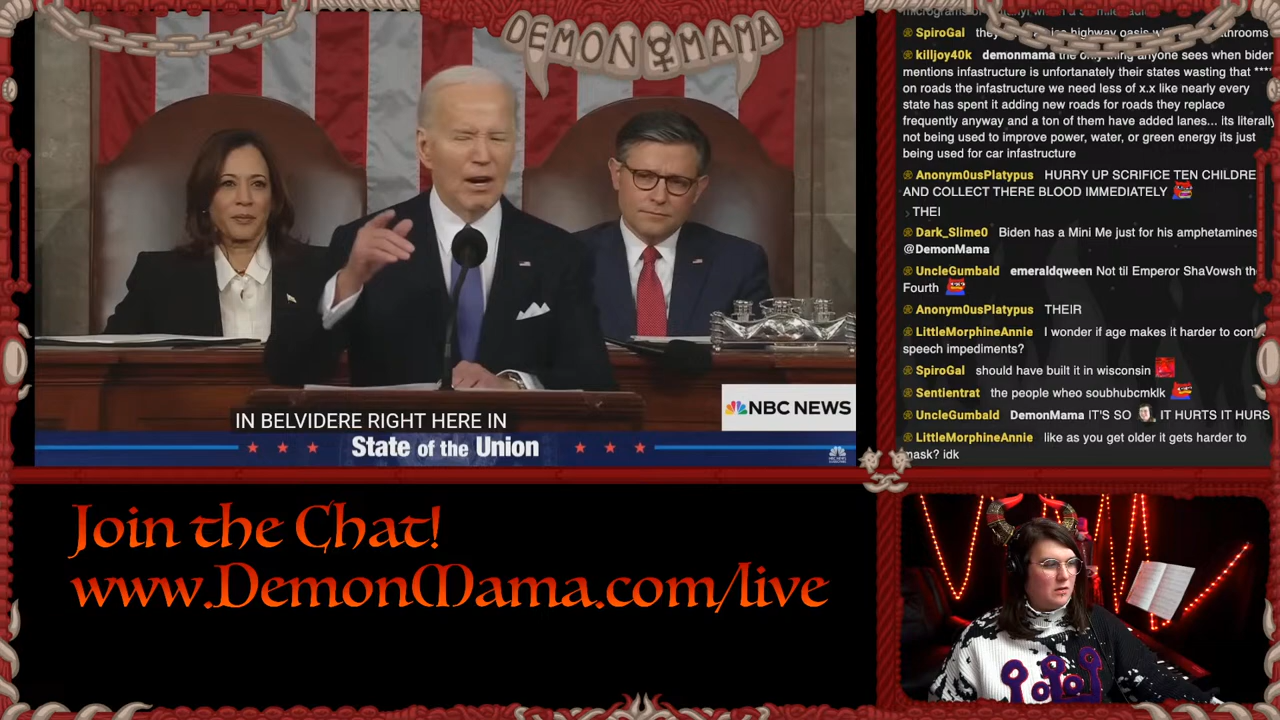 DEMON MAMA
SpiroGal
highway oasis
killjoy40k demonmama the only thing anyone sees when biden
mentions infastructure is unfortanately their states wasting that ****
on roads the infastructure we need less of x.x like nearly every
state has spent it adding new roads for roads they replace
frequently anyway and a ton of them have added lanes... its literally
not being used to improve power, water, or green energy its just
being used for car infastructure
Anonym0usPlatypus HURRY UP SCRIFICE TEN CHILDRE
AND COLLECT THERE BLOOD IMMEDIATELY
THEI
Dark_Slime0 Biden has a Mini Me just for his amphetamines
@DemonMama
UncleGumbald emeraldqween Not til Emperor ShaVowsh the
Fourth
Anonym0usPlatypus THEIR
LittleMorphineAnnie I wonder if age makes it harder to
speech impediments?
SpiroGal should have built it in wisconsin
Sentientrat the people wheo soubhubcmklk
UncleGumbald DemonMama IT'S SO IT HURTS IT HURS
LittleMorphineAnnie like as you get older it gets harder to
mask? idk
NBC NEWS
IN BELVIDERE RIGHT HERE IN
State of the Union
Join the Chat!
www.DemonMama.com/live